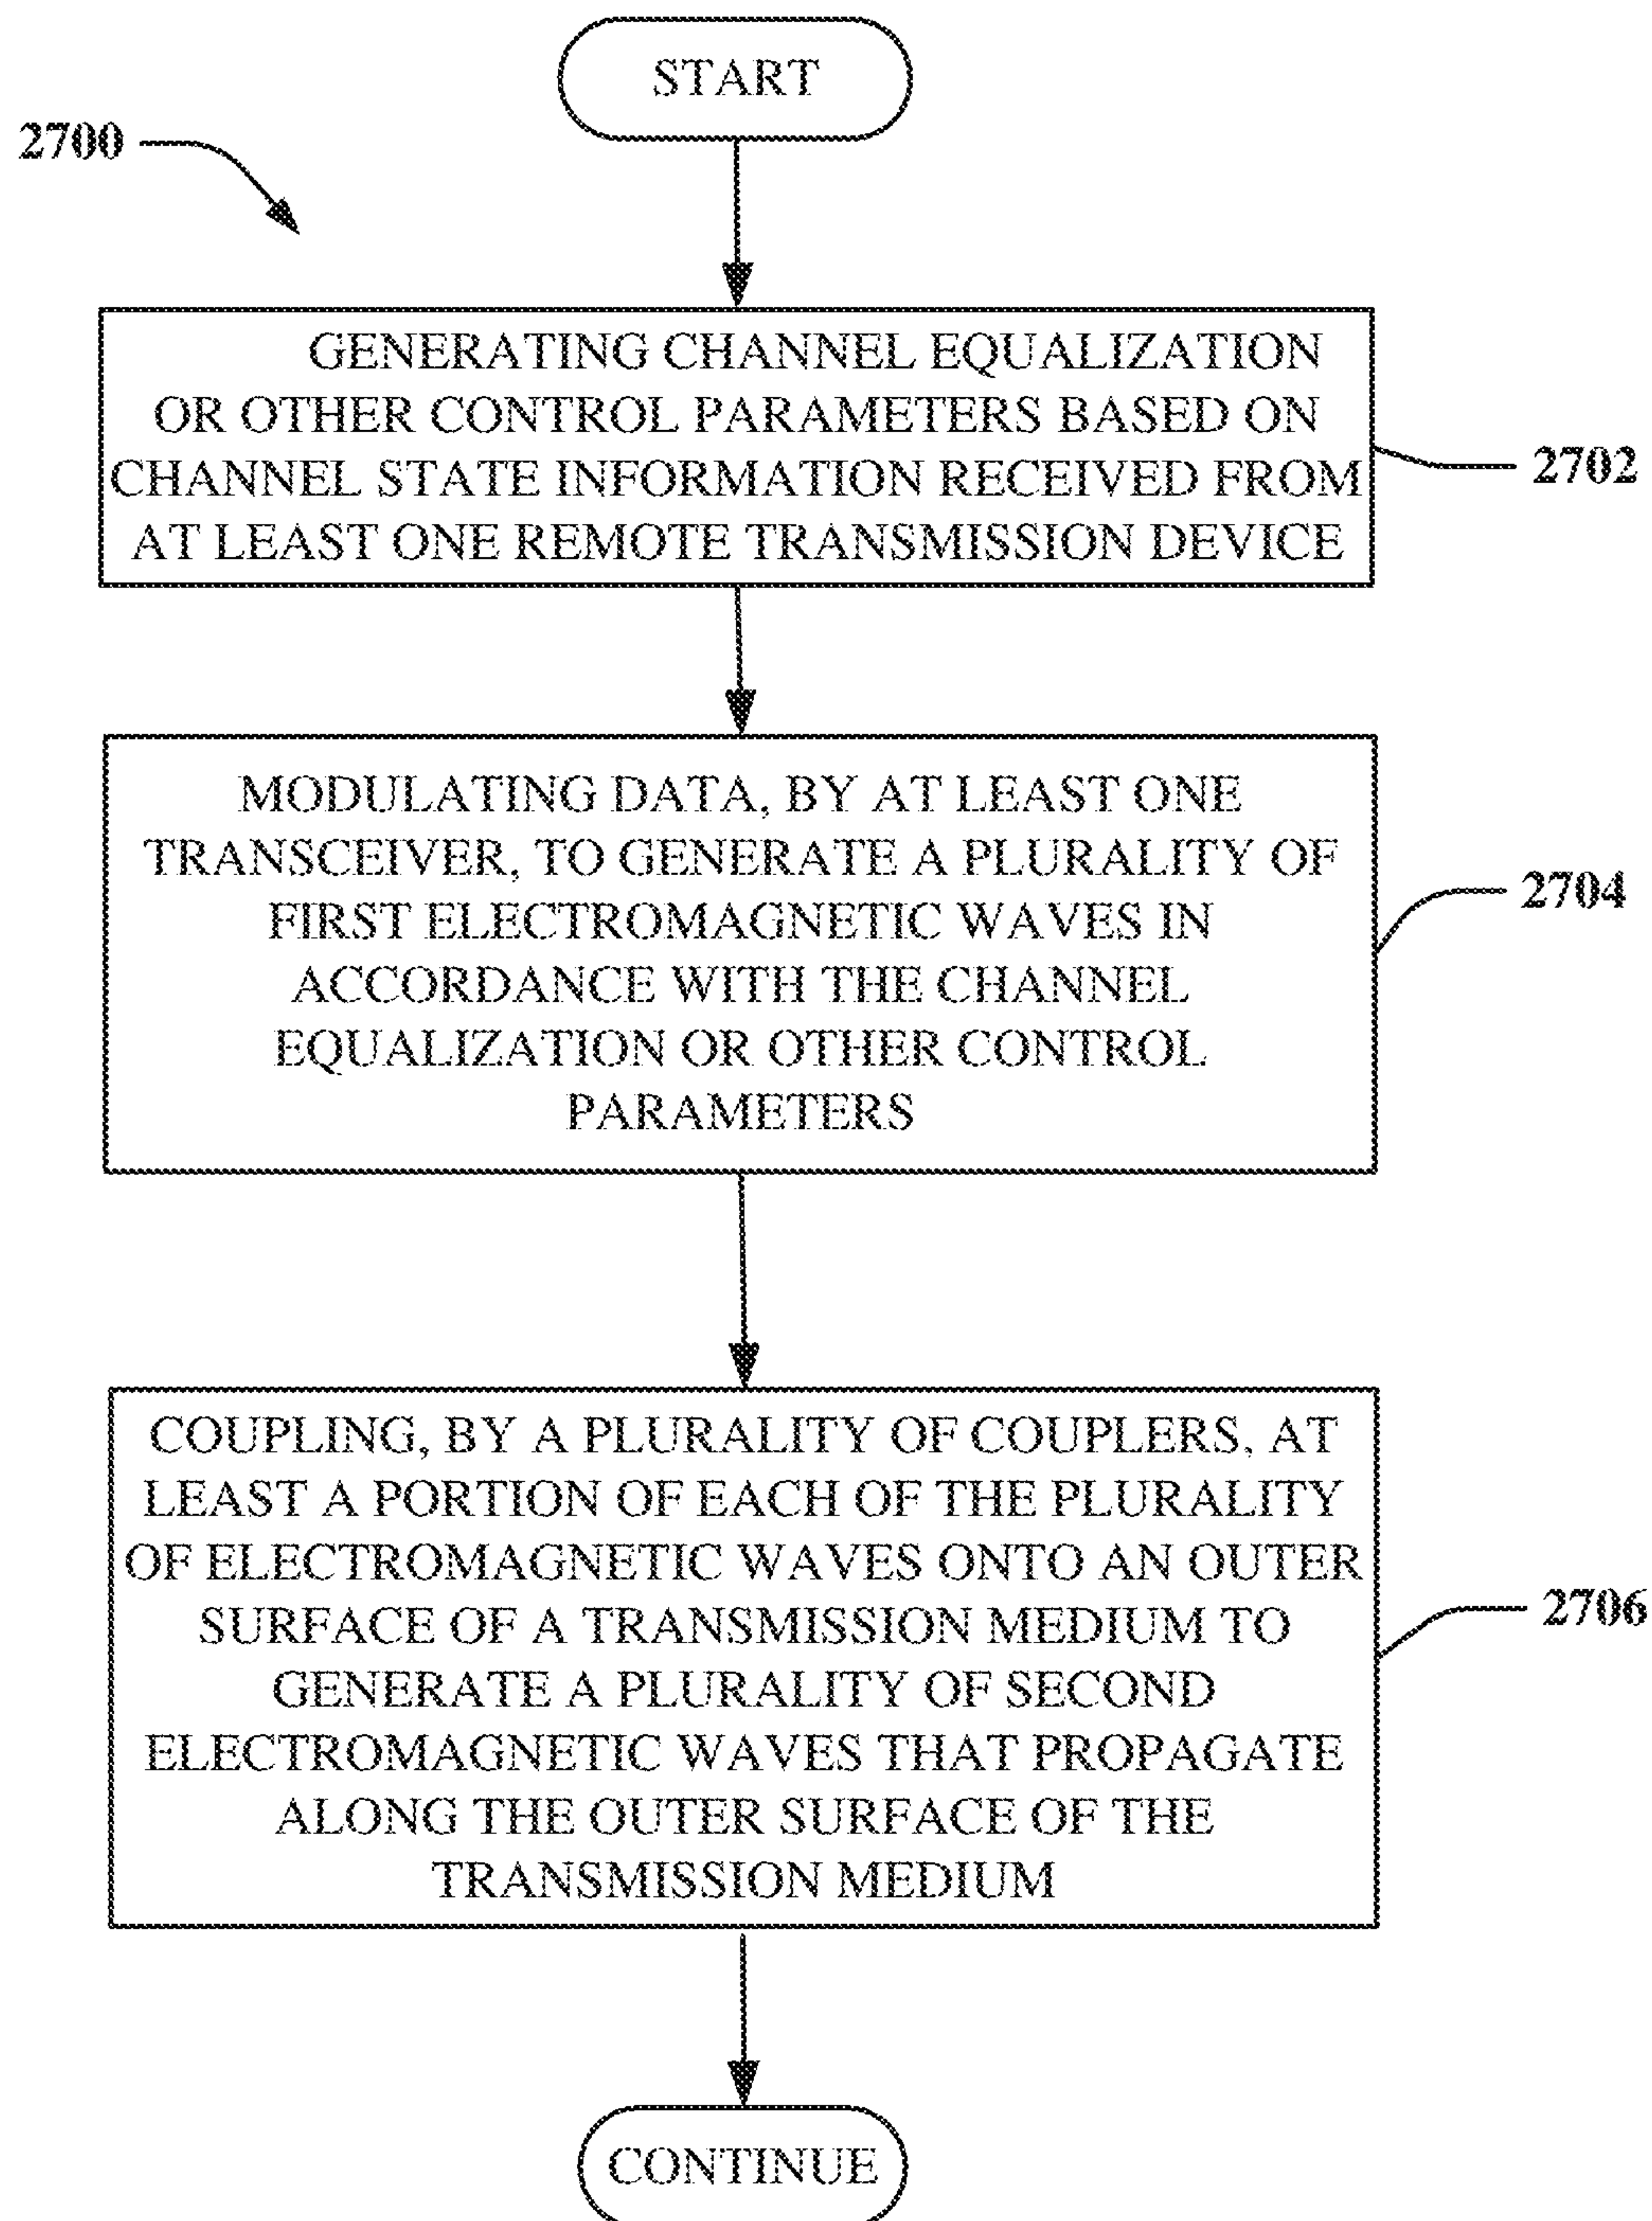 START
2700
GENERATING CHANNEL EQUALIZATION
OR OTHER CONTROL PARAMETERS BASED ON
CHANNEL STATE INFORMATION RECEIVED FROM
AT LEAST ONE REMOTE TRANSMISSION DEVICE
2702
MODULATING DATA, BY AT LEAST ONE
TRANSCEIVER, TO GENERATE A PLURALITY OF
FIRST ELECTROMAGNETIC WAVES IN
ACCORDANCE WITH THE CHANNEL
EQUALIZATION OR OTHER CONTROL
PARAMETERS
2704
COUPLING, BY A PLURALITY OF COUPLERS, AT
LEAST A PORTION OF EACH OF THE PLURALITY
OF ELECTROMAGNETIC WAVES ONTO AN OUTER
SURFACE OF A TRANSMISSION MEDIUM TO
GENERATE A PLURALITY OF SECOND
ELECTROMAGNETIC WAVES THAT PROPAGATE
ALONG THE OUTER SURFACE OF THE
TRANSMISSION MEDIUM
2706
CONTINUE